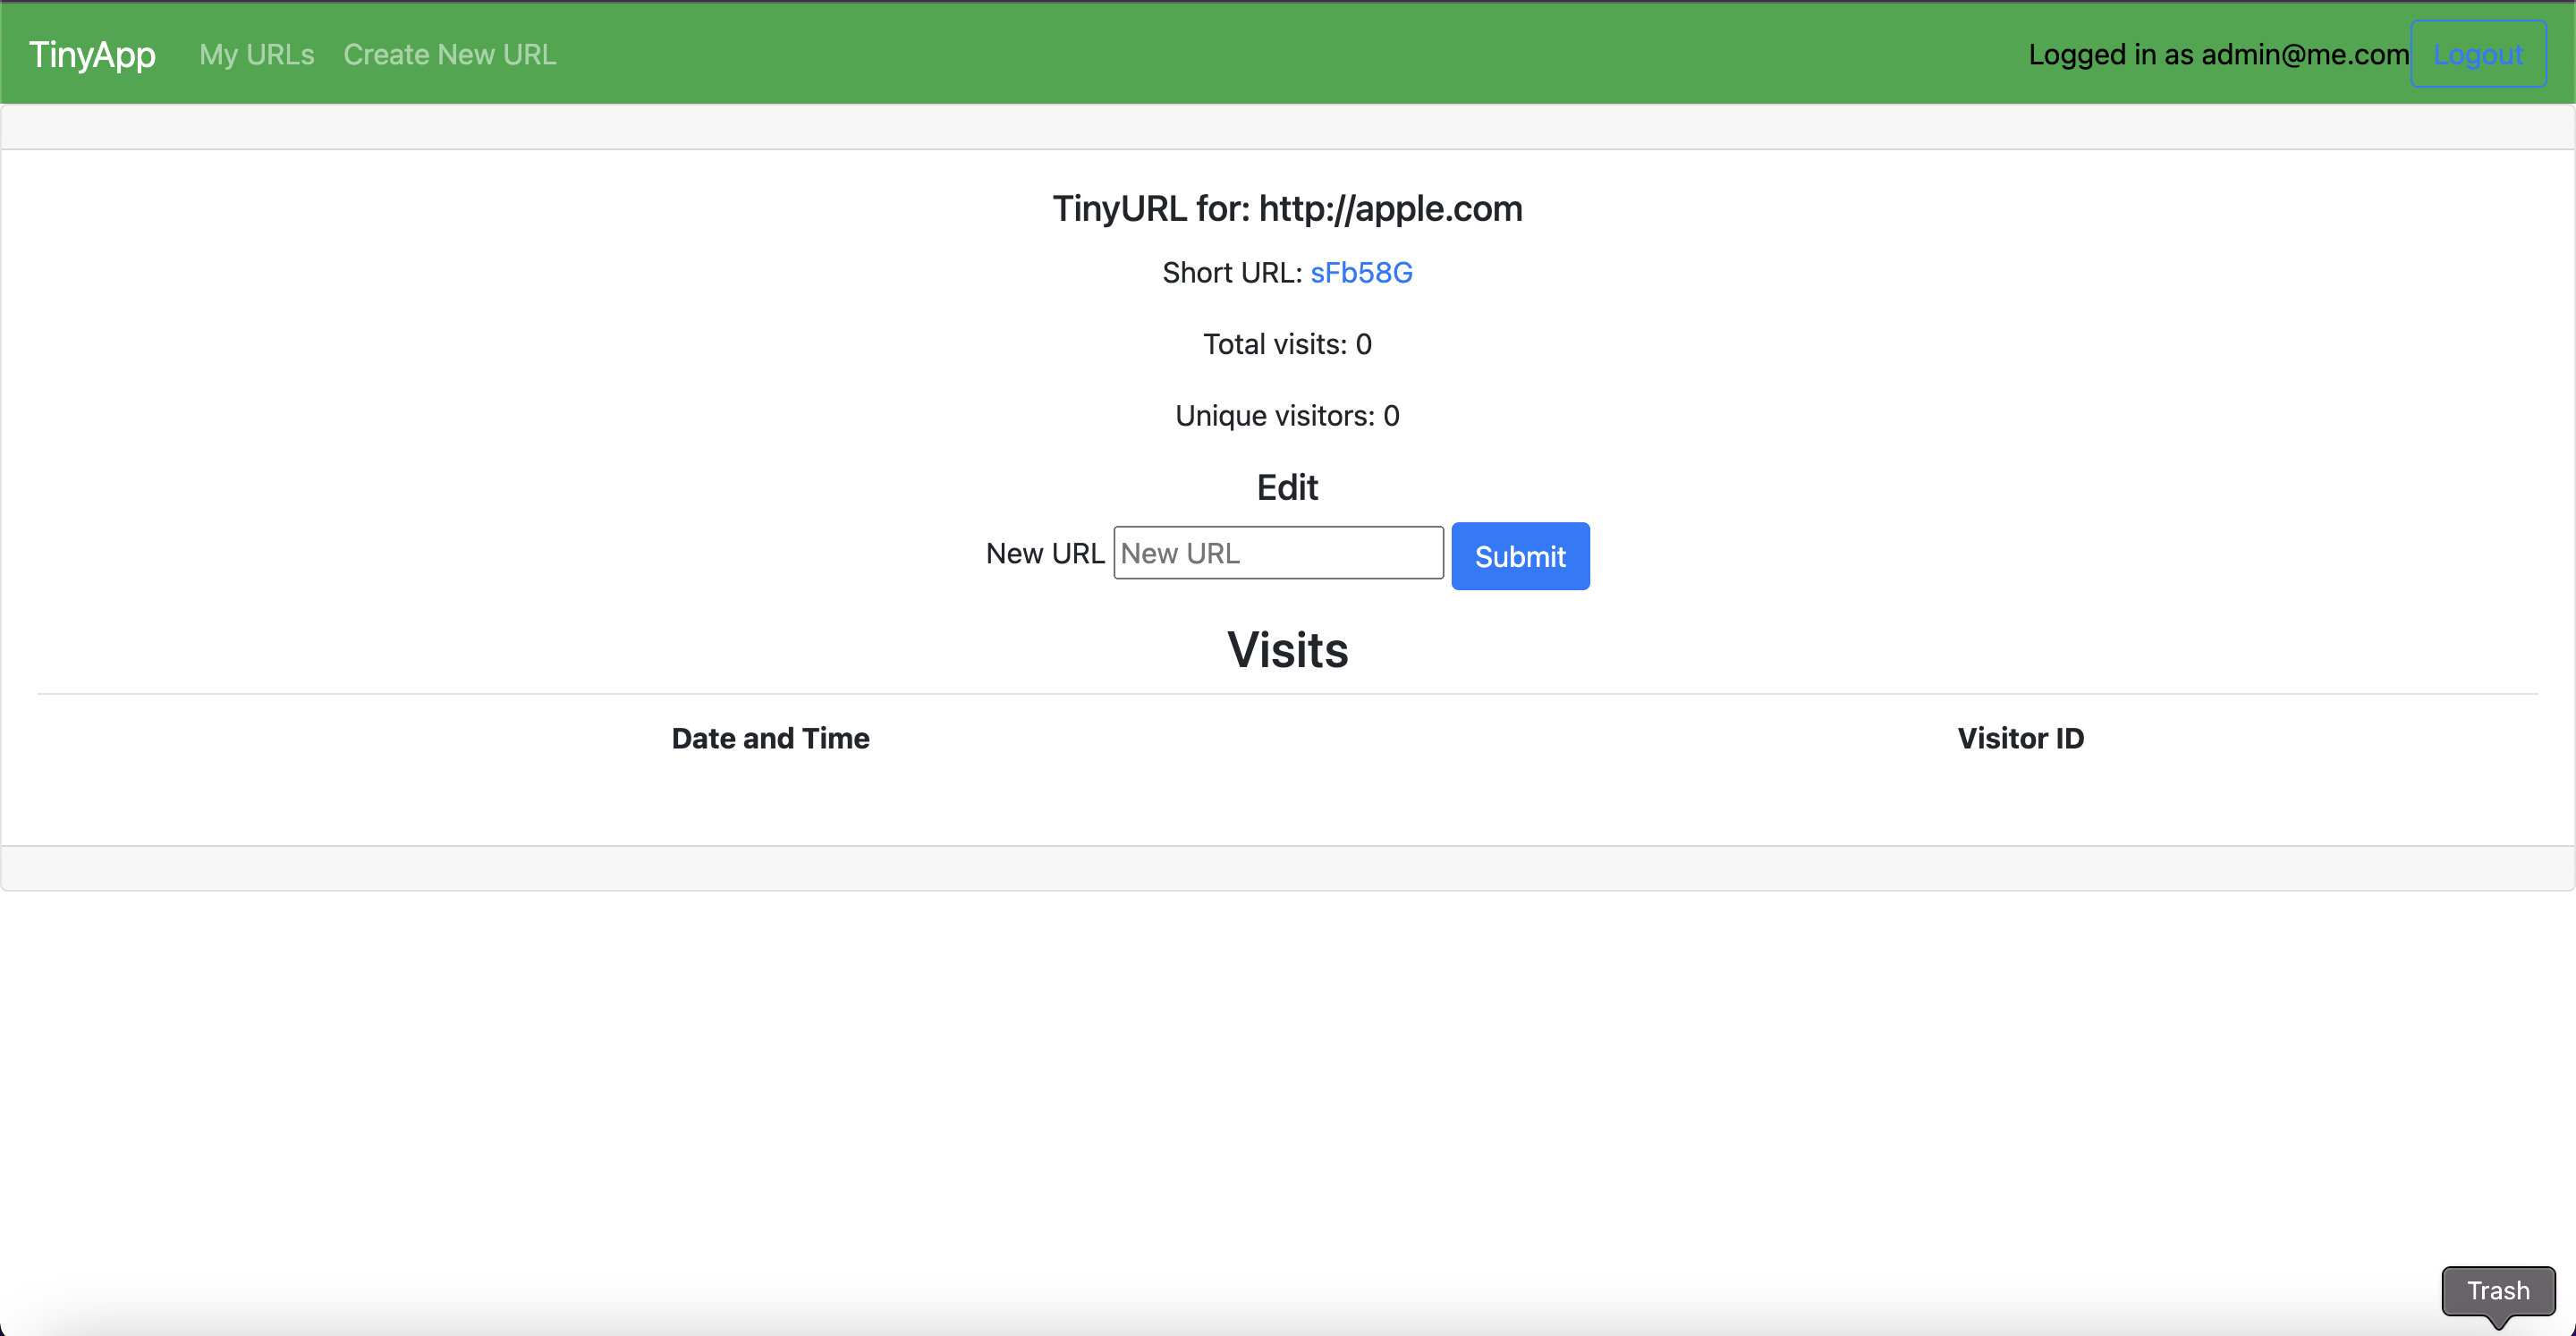 TinyApp My URLs Create New URL Logged in as admin@me.com Logout
TinyURL for: http://apple.com
Short URL: sFb58G
Total visits: 0
Unique visitors: 0
Edit
New URL New URL Submit
Visits
Date and Time Visitor ID
Trash